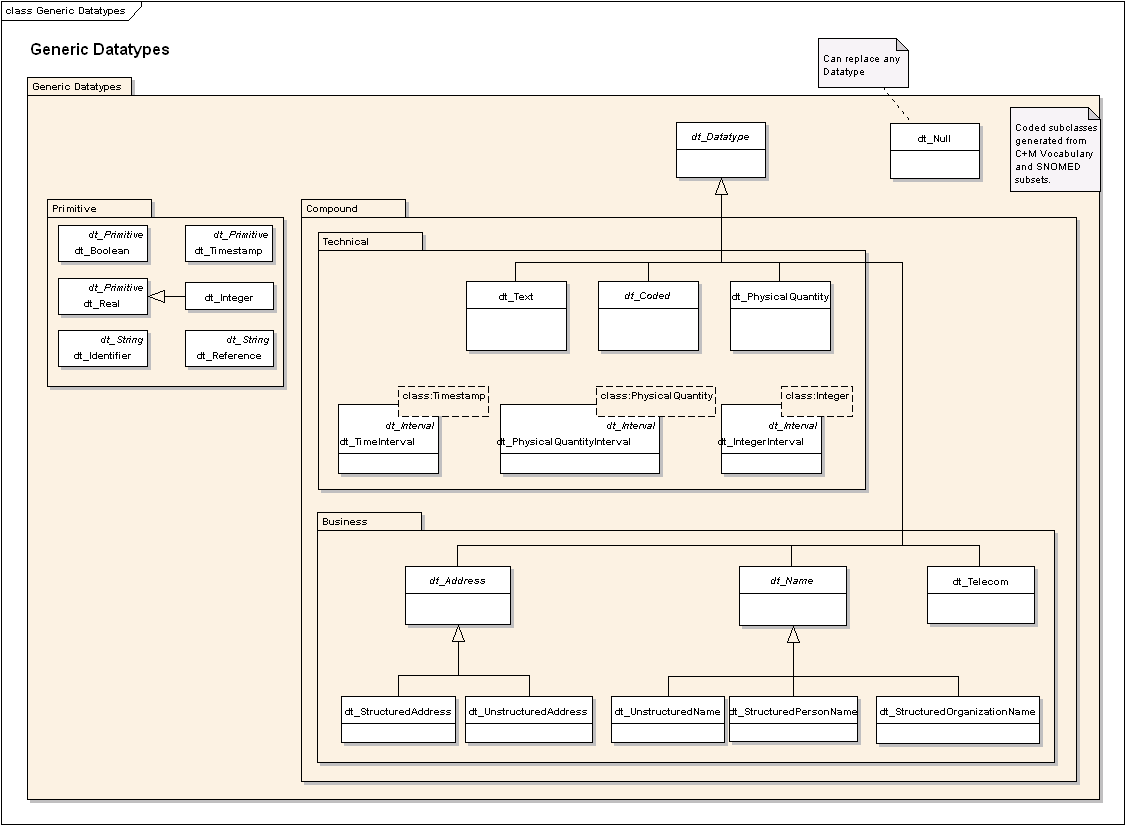 class Generic Datatypes
Generic Datatypes
Can replace any
Datatype
Generic Datatypes
dt_Datatype
dt_Null
Coded subclasses
generated from
C+M Vocabulary
and SNOMED
subsets.
Primitive
dt_Primitive
dt_Boolean
dt_Primitive
dt_Timestamp
dt_Primitive
dt_Real
dt_Integer
dt_String
dt_Identifier
dt_String
dt_Reference
Compound
Technical
dt_Text
dt_Coded
dt_PhysicalQuantity
class:Timestamp
dt_Interval
dt_TimeInterval
class:PhysicalQuantity
dt_Interval
dt_PhysicalQuantityInterval
class:Integer
dt_Interval
dt_IntegerInterval
Business
dt_Address
dt_Name
dt_Telecom
dt_StructuredAddress
dt_UnstructuredAddress
dt_UnstructuredName
dt_StructuredPersonName
dt_StructuredOrganizationName